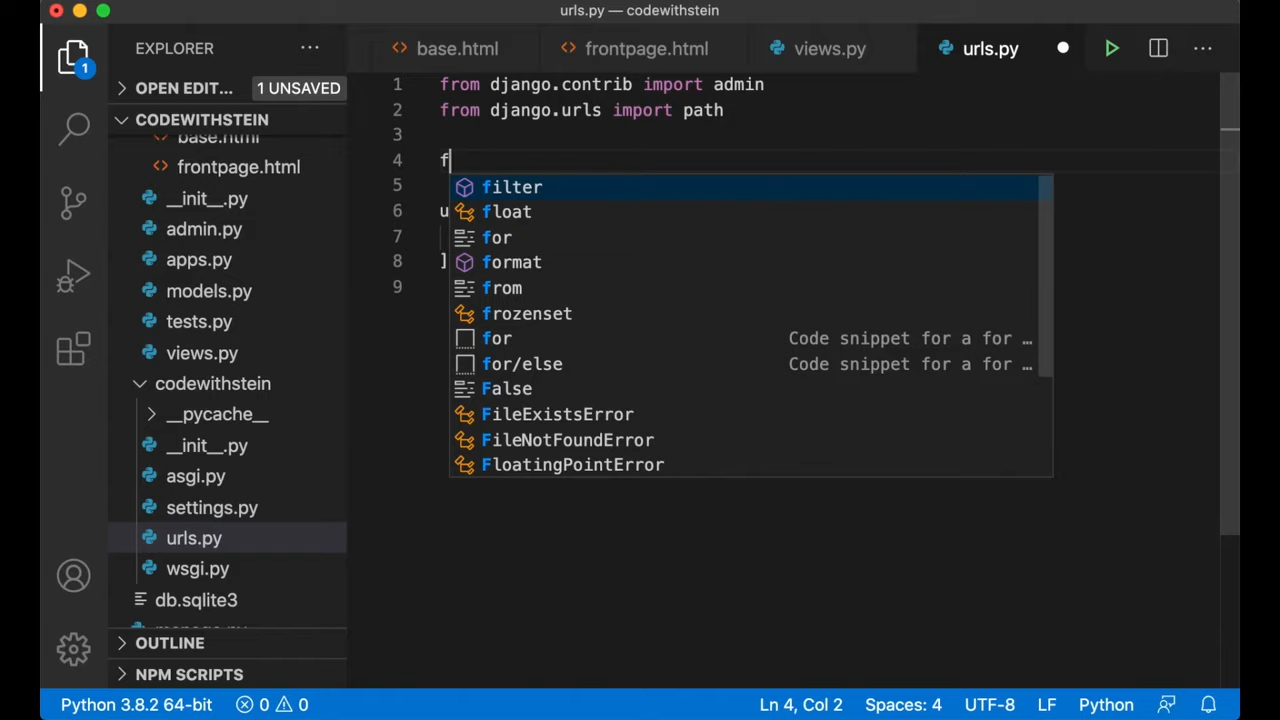 urls.py — codewithstein
EXPLORER
base.html
frontpage.html
views.py
urls.py
1
OPEN EDIT...
1 UNSAVED
CODEWITHSTEIN
base.html
frontpage.html
__init__.py
admin.py
apps.py
models.py
tests.py
views.py
codewithstein
__pycache__
__init__.py
asgi.py
settings.py
urls.py
wsgi.py
db.sqlite3
manage.py
OUTLINE
NPM SCRIPTS
1 from django.contrib import admin
2 from django.urls import path
3
4 f
5
6 u
7
8 ]
9
filter
float
for
format
from
frozenset
for Code snippet for a for …
for/else Code snippet for a for …
False
FileExistsError
FileNotFoundError
FloatingPointError
Python 3.8.2 64-bit 0 0 Ln 4, Col 2 Spaces: 4 UTF-8 LF Python